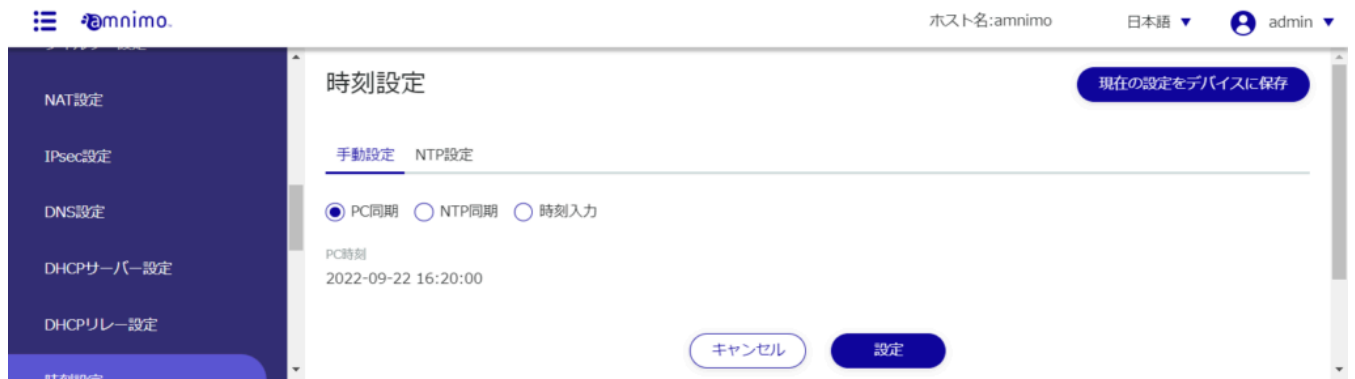 amnimo.
ホスト名:amnimo
日本語 ▼
admin ▼
NAT設定
IPsec設定
DNS設定
DHCPサーバー設定
DHCPリレー設定
時刻設定
時刻設定
現在の設定をデバイスに保存
手動設定 NTP設定
PC同期 NTP同期 時刻入力
PC時刻
2022-09-22 16:20:00
キャンセル 設定